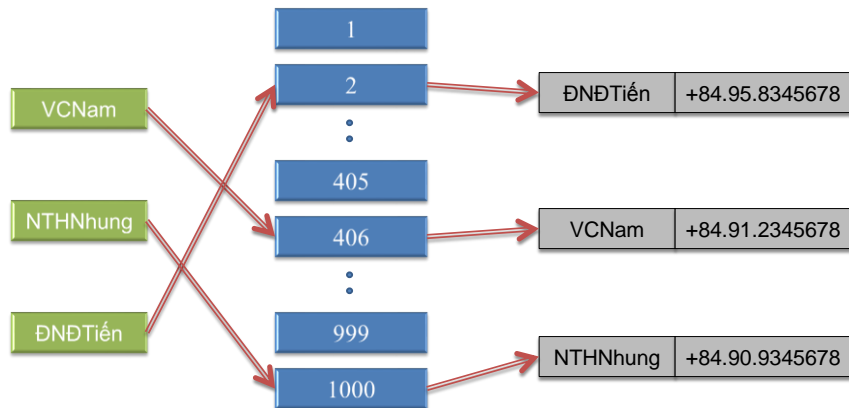 VCNam
NTHNhung
ĐNĐTiến
1
2
405
406
999
1000
ĐNĐTiến +84.95.8345678
VCNam +84.91.2345678
NTHNhung +84.90.9345678